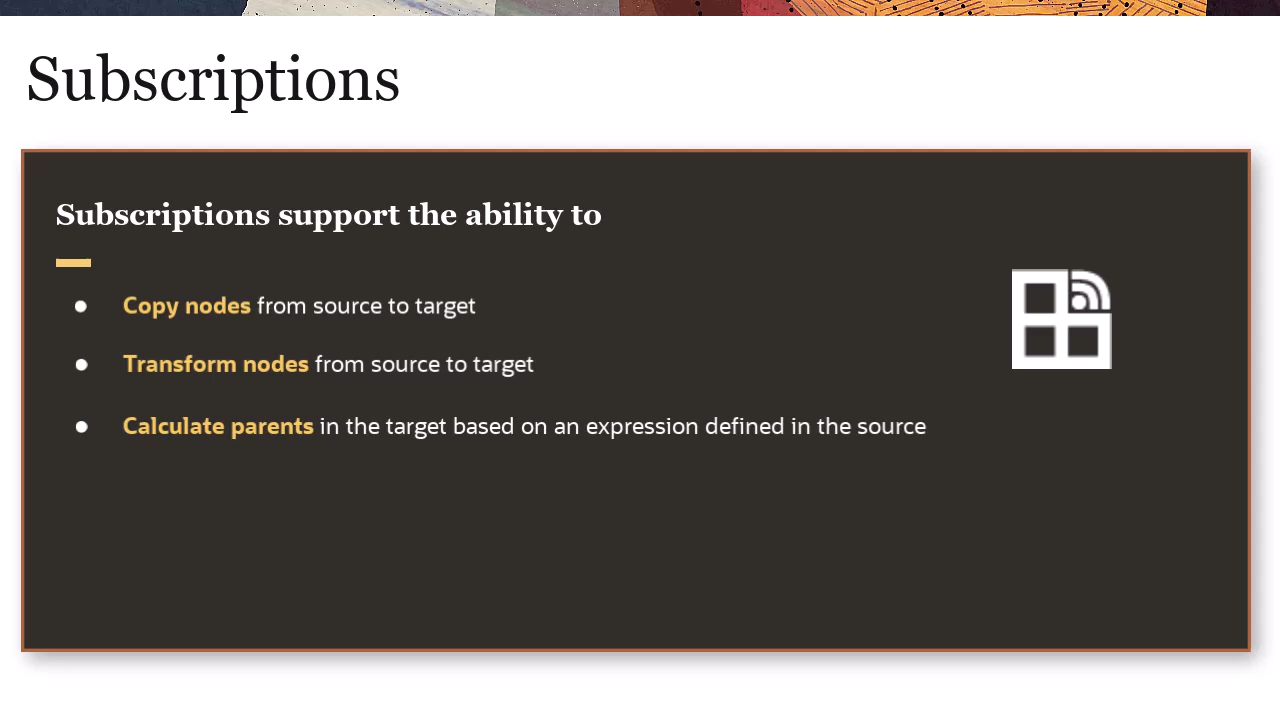 Subscriptions
Subscriptions support the ability to
● Copy nodes from source to target
● Transform nodes from source to target
● Calculate parents in the target based on an expression defined in the source